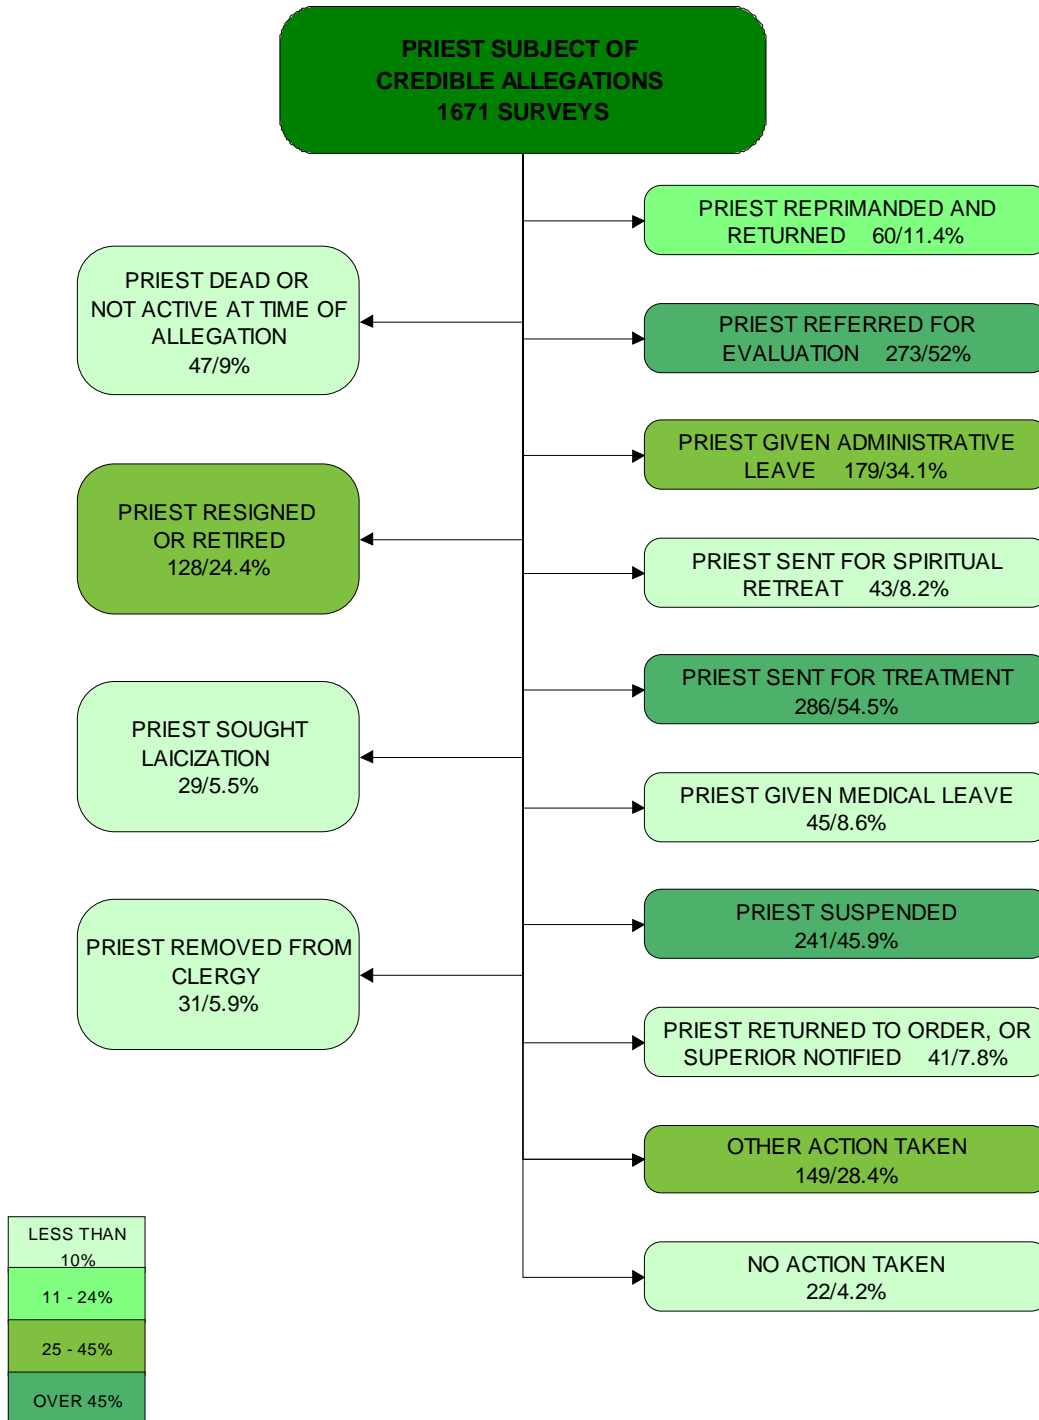 PRIEST SUBJECT OF
CREDIBLE ALLEGATIONS
1671 SURVEYS
PRIEST REPRIMANDED AND
RETURNED 60/11.4%
PRIEST DEAD OR
NOT ACTIVE AT TIME OF
ALLEGATION
47/9%
PRIEST REFERRED FOR
EVALUATION 273/52%
PRIEST GIVEN ADMINISTRATIVE
LEAVE 179/34.1%
PRIEST RESIGNED
OR RETIRED
128/24.4%
PRIEST SENT FOR SPIRITUAL
RETREAT 43/8.2%
PRIEST SENT FOR TREATMENT
286/54.5%
PRIEST SOUGHT
LAICIZATION
29/5.5%
PRIEST GIVEN MEDICAL LEAVE
45/8.6%
PRIEST SUSPENDED
241/45.9%
PRIEST REMOVED FROM
CLERGY
31/5.9%
PRIEST RETURNED TO ORDER, OR
SUPERIOR NOTIFIED 41/7.8%
OTHER ACTION TAKEN
149/28.4%
NO ACTION TAKEN
22/4.2%
LESS THAN
10%
11 - 24%
25 - 45%
OVER 45%